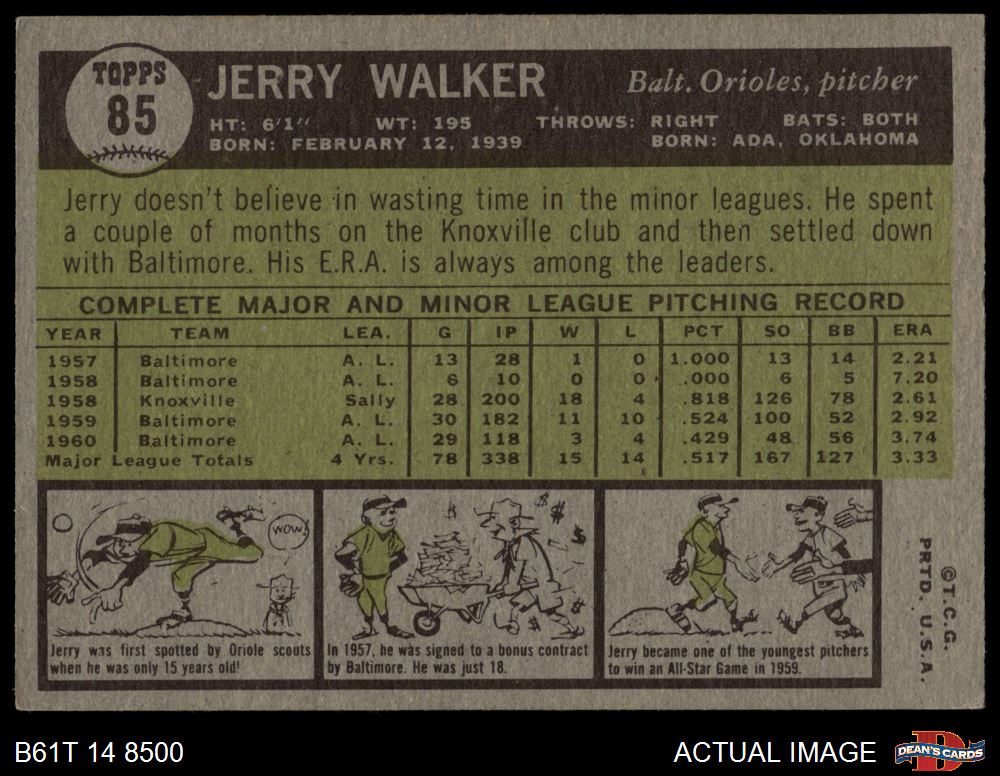 TOPPS
85
JERRY WALKER
Balt. Orioles, pitcher
HT: 6'1" WT: 195 THROWS: RIGHT BATS: BOTH
BORN: FEBRUARY 12, 1939 BORN: ADA, OKLAHOMA
Jerry doesn't believe in wasting time in the minor leagues. He spent
a couple of months on the Knoxville club and then settled down
with Baltimore. His E.R.A. is always among the leaders.
COMPLETE MAJOR AND MINOR LEAGUE PITCHING RECORD
YEAR TEAM LEA. G IP W L PCT SO BB ERA
1957 Baltimore A. L. 13 28 1 0 1.000 13 14 2.21
1958 Baltimore A. L. 6 10 0 0 .000 6 5 7.20
1958 Knoxville Sally 28 200 18 4 .818 126 78 2.61
1959 Baltimore A. L. 30 182 11 10 .524 100 52 2.92
1960 Baltimore A. L. 29 118 3 4 .429 48 56 3.74
Major League Totals 4 Yrs. 78 338 15 14 .517 167 127 3.33
WOW!
Jerry was first spotted by Oriole scouts
when he was only 15 years old!
$ $ $ $
In 1957, he was signed to a bonus contract
by Baltimore. He was just 18.
Jerry became one of the youngest pitchers
to win an All-Star Game in 1959.
©T.C.G.
PRTD. U.S.A.
B61T 14 8500
ACTUAL IMAGE
D
DEAN'S CARDS